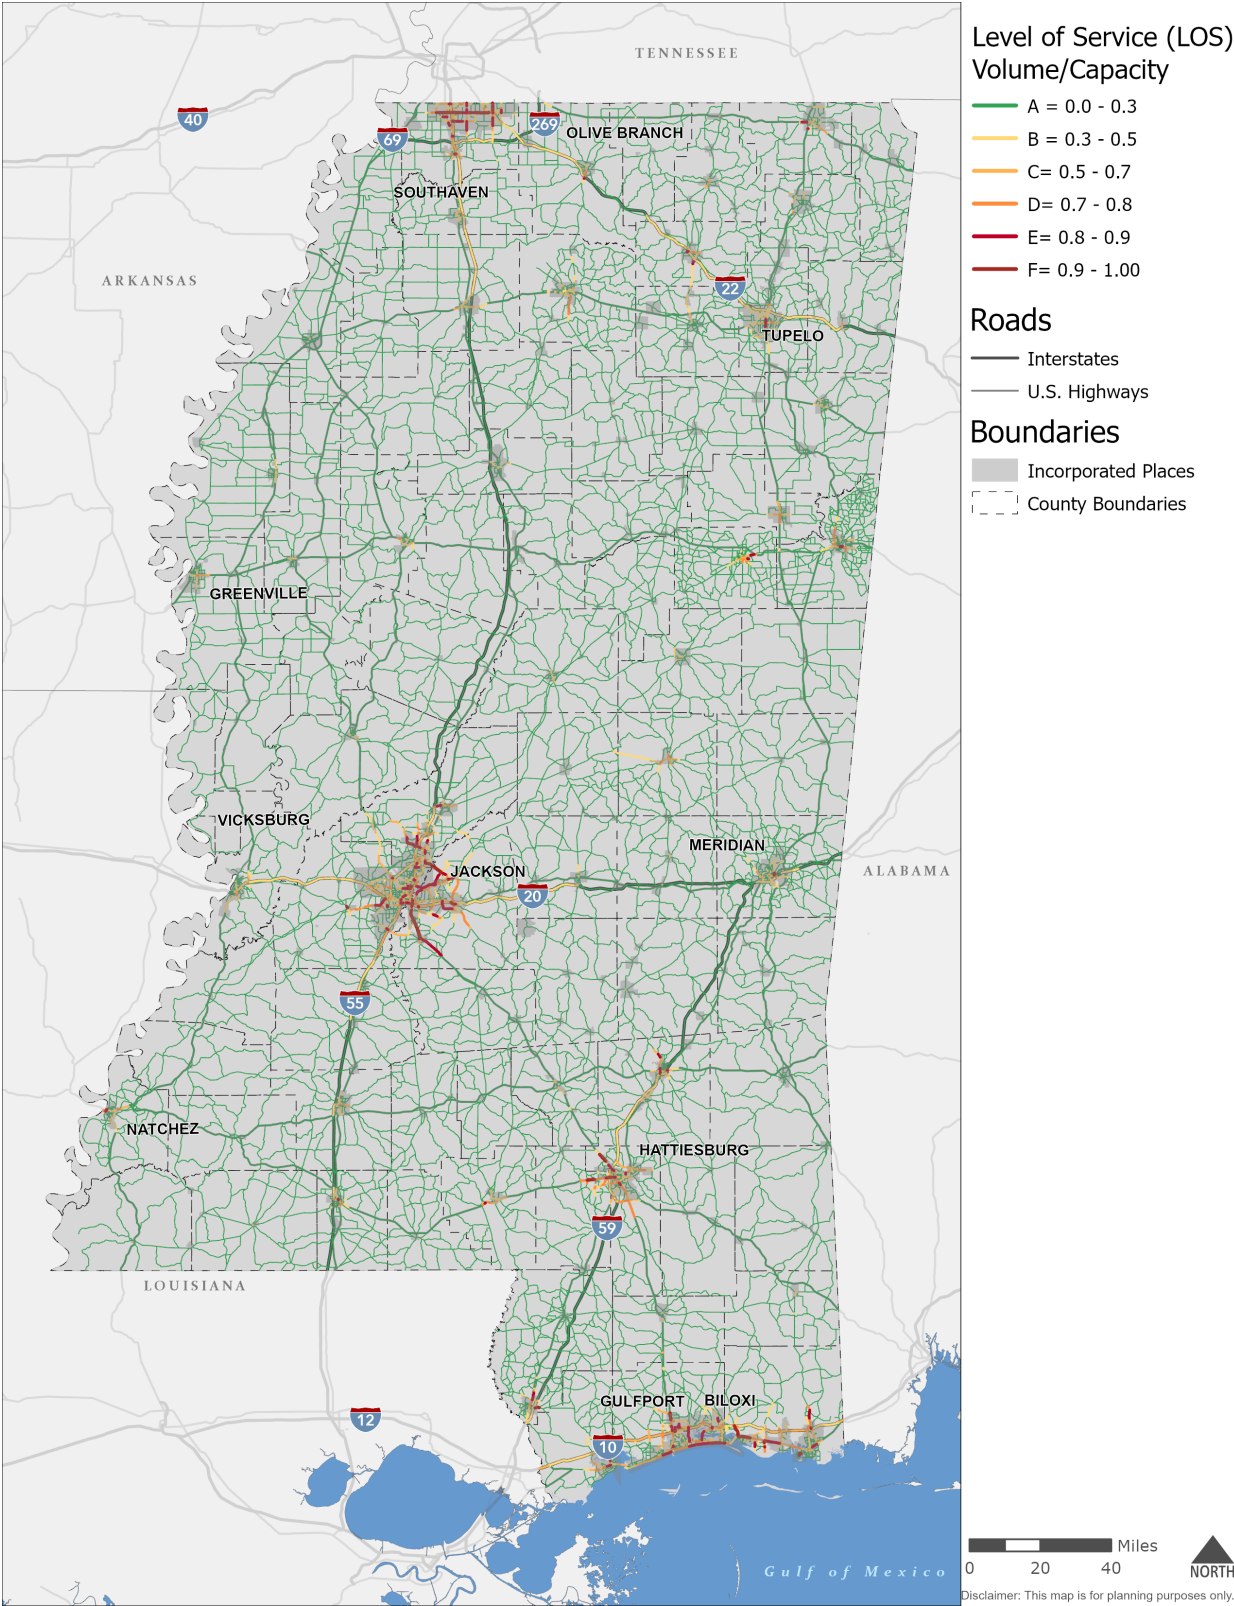 TENNESSEE
40
269
69
OLIVE BRANCH
SOUTHAVEN
ARKANSAS
22
TUPELO
GREENVILLE
VICKSBURG
MERIDIAN
JACKSON
ALABAMA
20
55
NATCHEZ
HATTIESBURG
59
LOUISIANA
GULFPORT
BILOXI
12
10
Gulf of Mexico
Level of Service (LOS)
Volume/Capacity
A = 0.0 - 0.3
B = 0.3 - 0.5
C= 0.5 - 0.7
D= 0.7 - 0.8
E= 0.8 - 0.9
F= 0.9 - 1.00
Roads
Interstates
U.S. Highways
Boundaries
Incorporated Places
County Boundaries
Miles
0 20 40
NORTH
Disclaimer: This map is for planning purposes only.